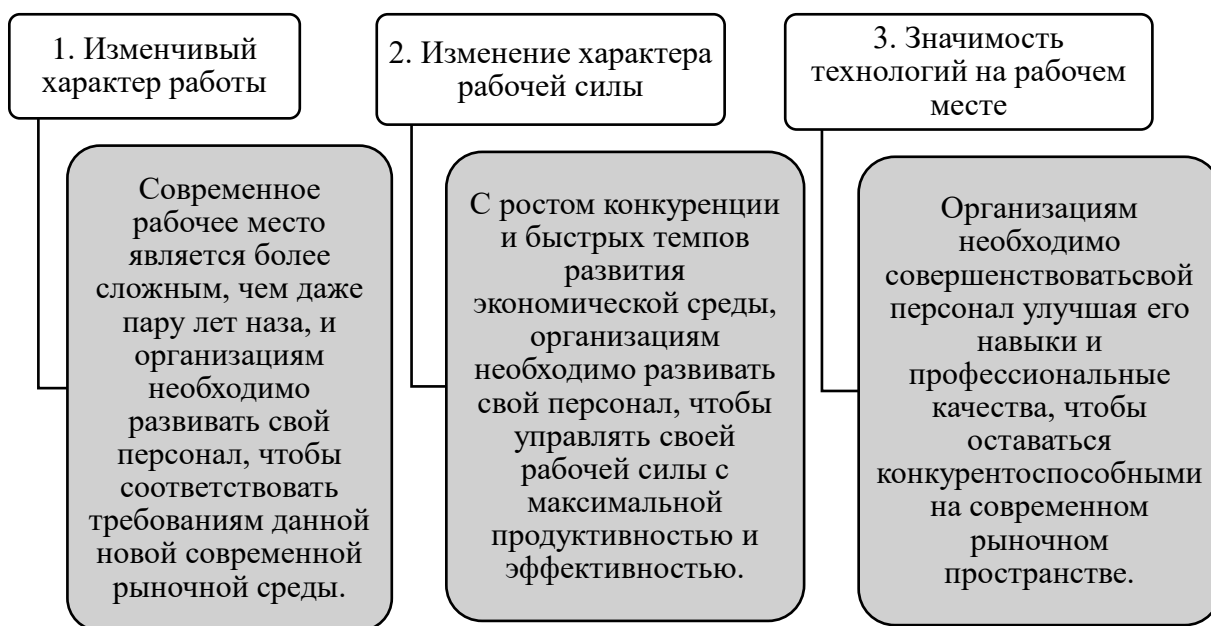 1. Изменчивый
характер работы
Современное
рабочее место
является более
сложным, чем даже
пару лет наза, и
организациям
необходимо
развивать свой
персонал, чтобы
соответствовать
требованиям данной
новой современной
рыночной среды.
2. Изменение характера
рабочей силы
С ростом конкуренции
и быстрых темпов
развития
экономической среды,
организациям
необходимо развивать
свой персонал, чтобы
управлять своей
рабочей силы с
максимальной
продуктивностью и
эффективностью.
3. Значимость
технологий на рабочем
месте
Организациям
необходимо
совершенствоватьсвой
персонал улучшая его
навыки и
профессиональные
качества, чтобы
оставаться
конкурентоспособными
на современном
рыночном
пространстве.